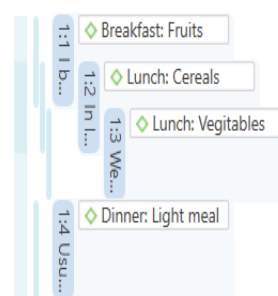 1:1 I b...
Breakfast: Fruits
1:2 In l...
Lunch: Cereals
1:3 We...
Lunch: Vegitables
1:4 Usu...
Dinner: Light meal